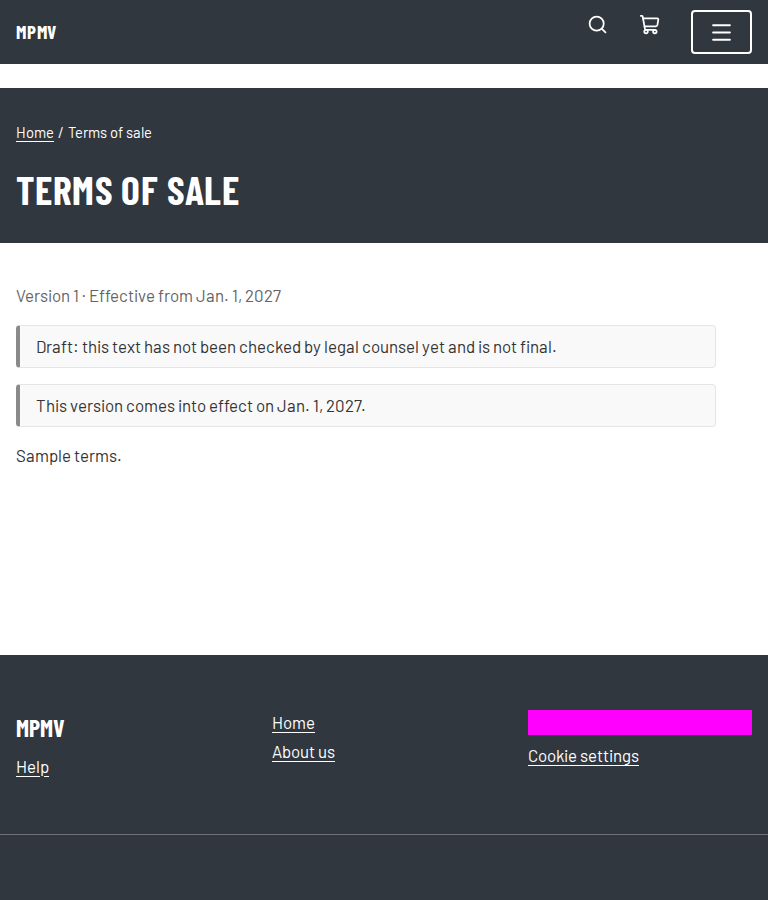 MPMV
Home / Terms of sale
TERMS OF SALE
Version 1 · Effective from Jan. 1, 2027
Draft: this text has not been checked by legal counsel yet and is not final.
This version comes into effect on Jan. 1, 2027.
Sample terms.
MPMV
Help
Home
About us
Cookie settings